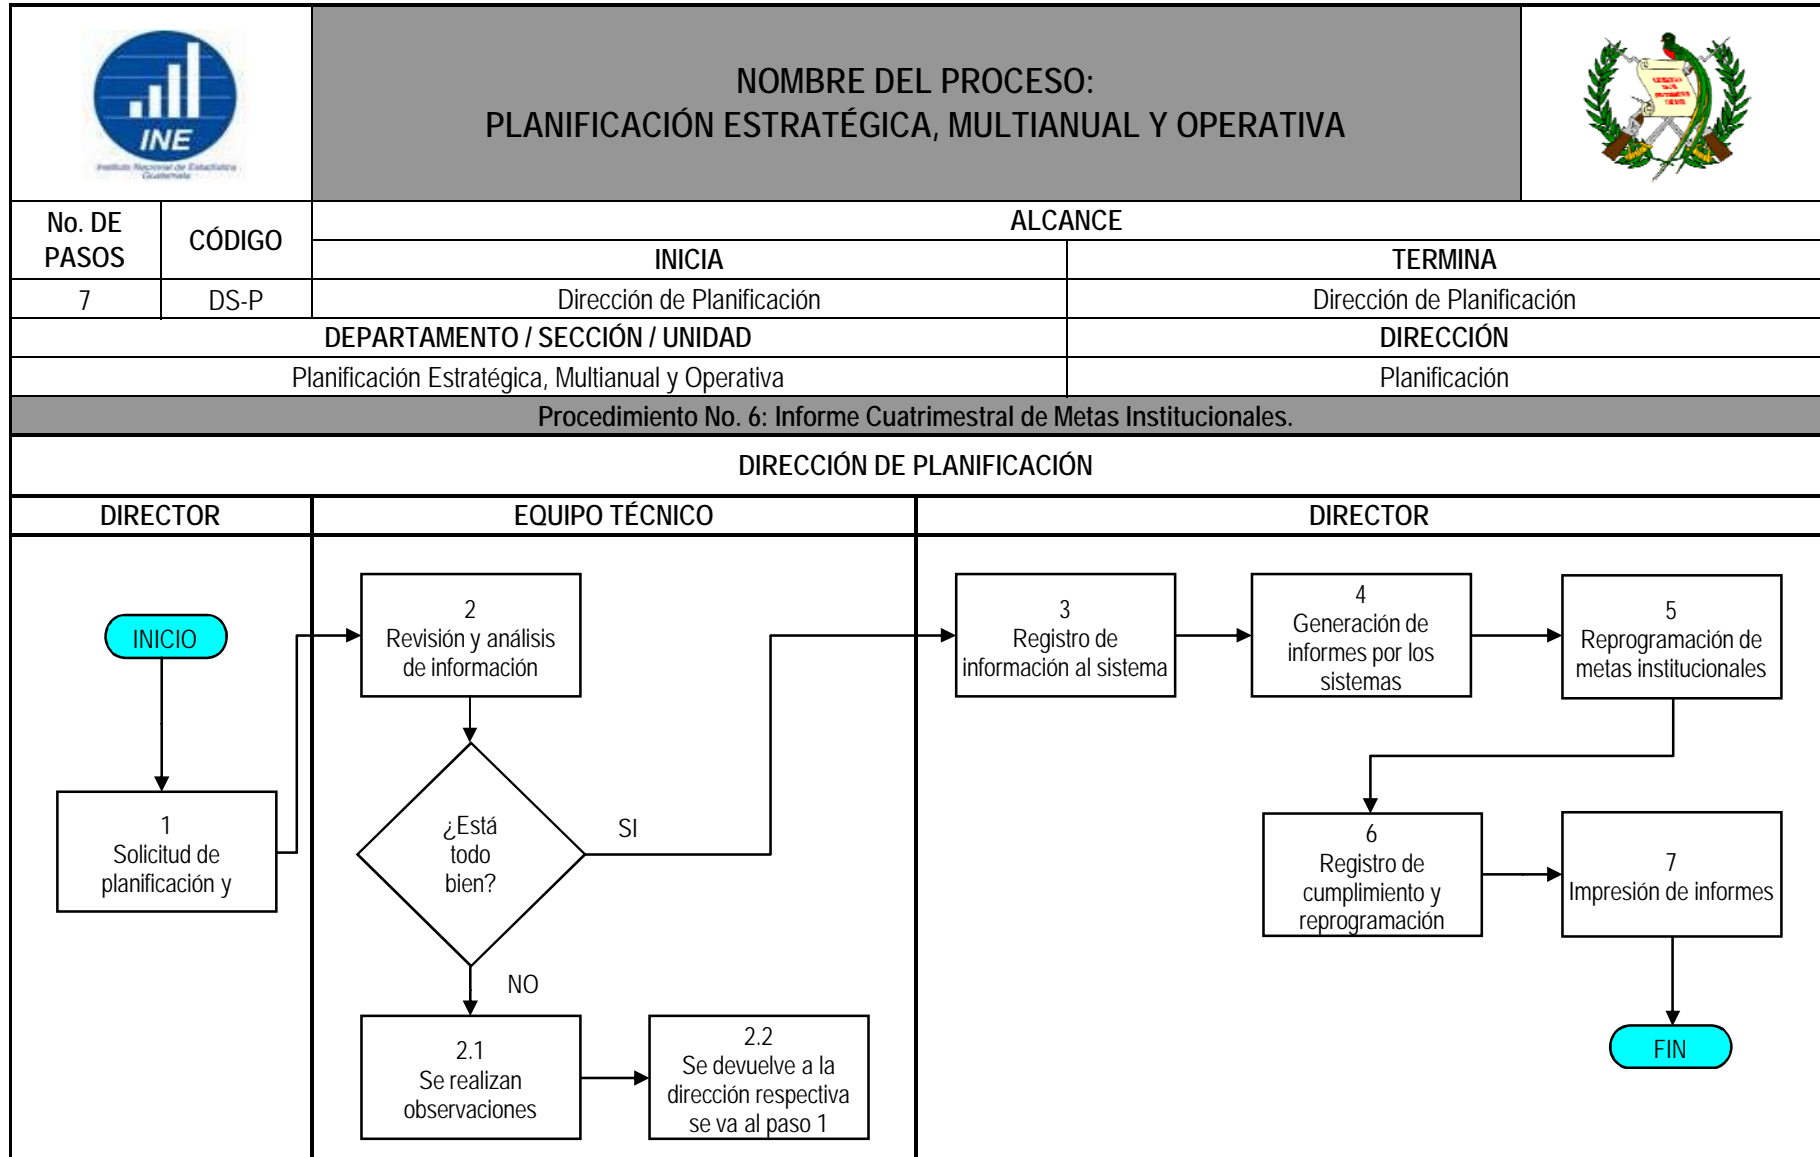 INE
Instituto Nacional de Estadística
Guatemala
NOMBRE DEL PROCESO:
PLANIFICACIÓN ESTRATÉGICA, MULTIANUAL Y OPERATIVA
No. DE
PASOS
CÓDIGO
ALCANCE
INICIA
TERMINA
7
DS-P
Dirección de Planificación
Dirección de Planificación
DEPARTAMENTO / SECCIÓN / UNIDAD
DIRECCIÓN
Planificación Estratégica, Multianual y Operativa
Planificación
Procedimiento No. 6: Informe Cuatrimestral de Metas Institucionales.
DIRECCIÓN DE PLANIFICACIÓN
DIRECTOR
EQUIPO TÉCNICO
DIRECTOR
INICIO
1
Solicitud de
planificación y
2
Revisión y análisis
de información
¿Está
todo
bien?
SI
NO
2.1
Se realizan
observaciones
2.2
Se devuelve a la
dirección respectiva
se va al paso 1
3
Registro de
información al sistema
4
Generación de
informes por los
sistemas
5
Reprogramación de
metas institucionales
6
Registro de
cumplimiento y
reprogramación
7
Impresión de informes
FIN